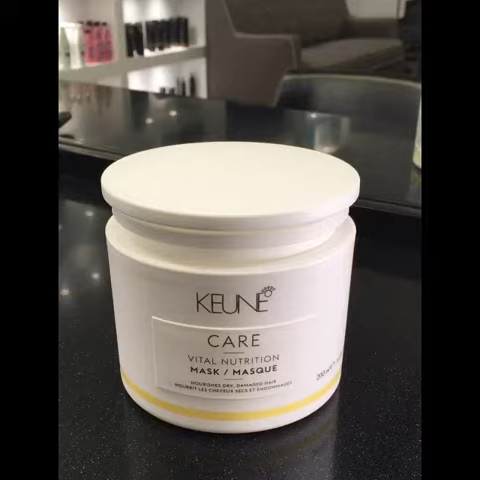 KEUNE
CARE
VITAL NUTRITION
MASK / MASQUE
NOURISHES DRY, DAMAGED HAIR
NOURRIT LES CHEVEUX SECS ET ENDOMMAGÉS